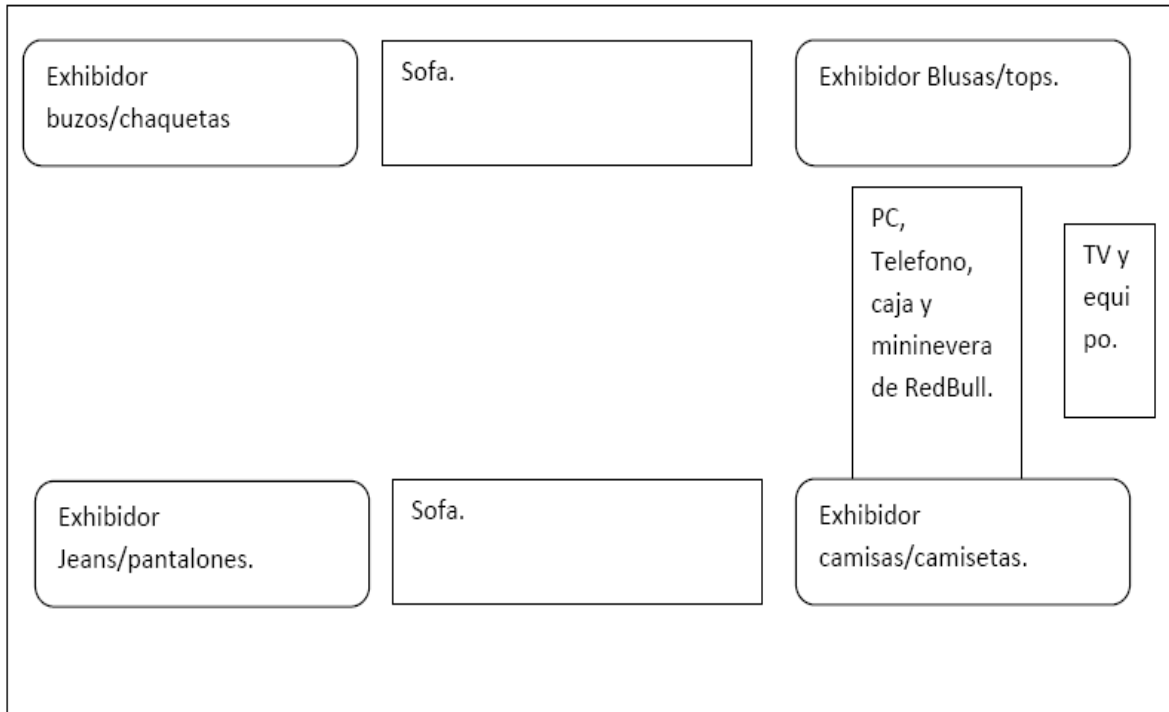 Exhibidor
buzos/chaquetas
Sofa.
Exhibidor Blusas/tops.
PC,
Telefono,
caja y
mininevera
de RedBull.
TV y
equi
po.
Exhibidor
Jeans/pantalones.
Sofa.
Exhibidor
camisas/camisetas.